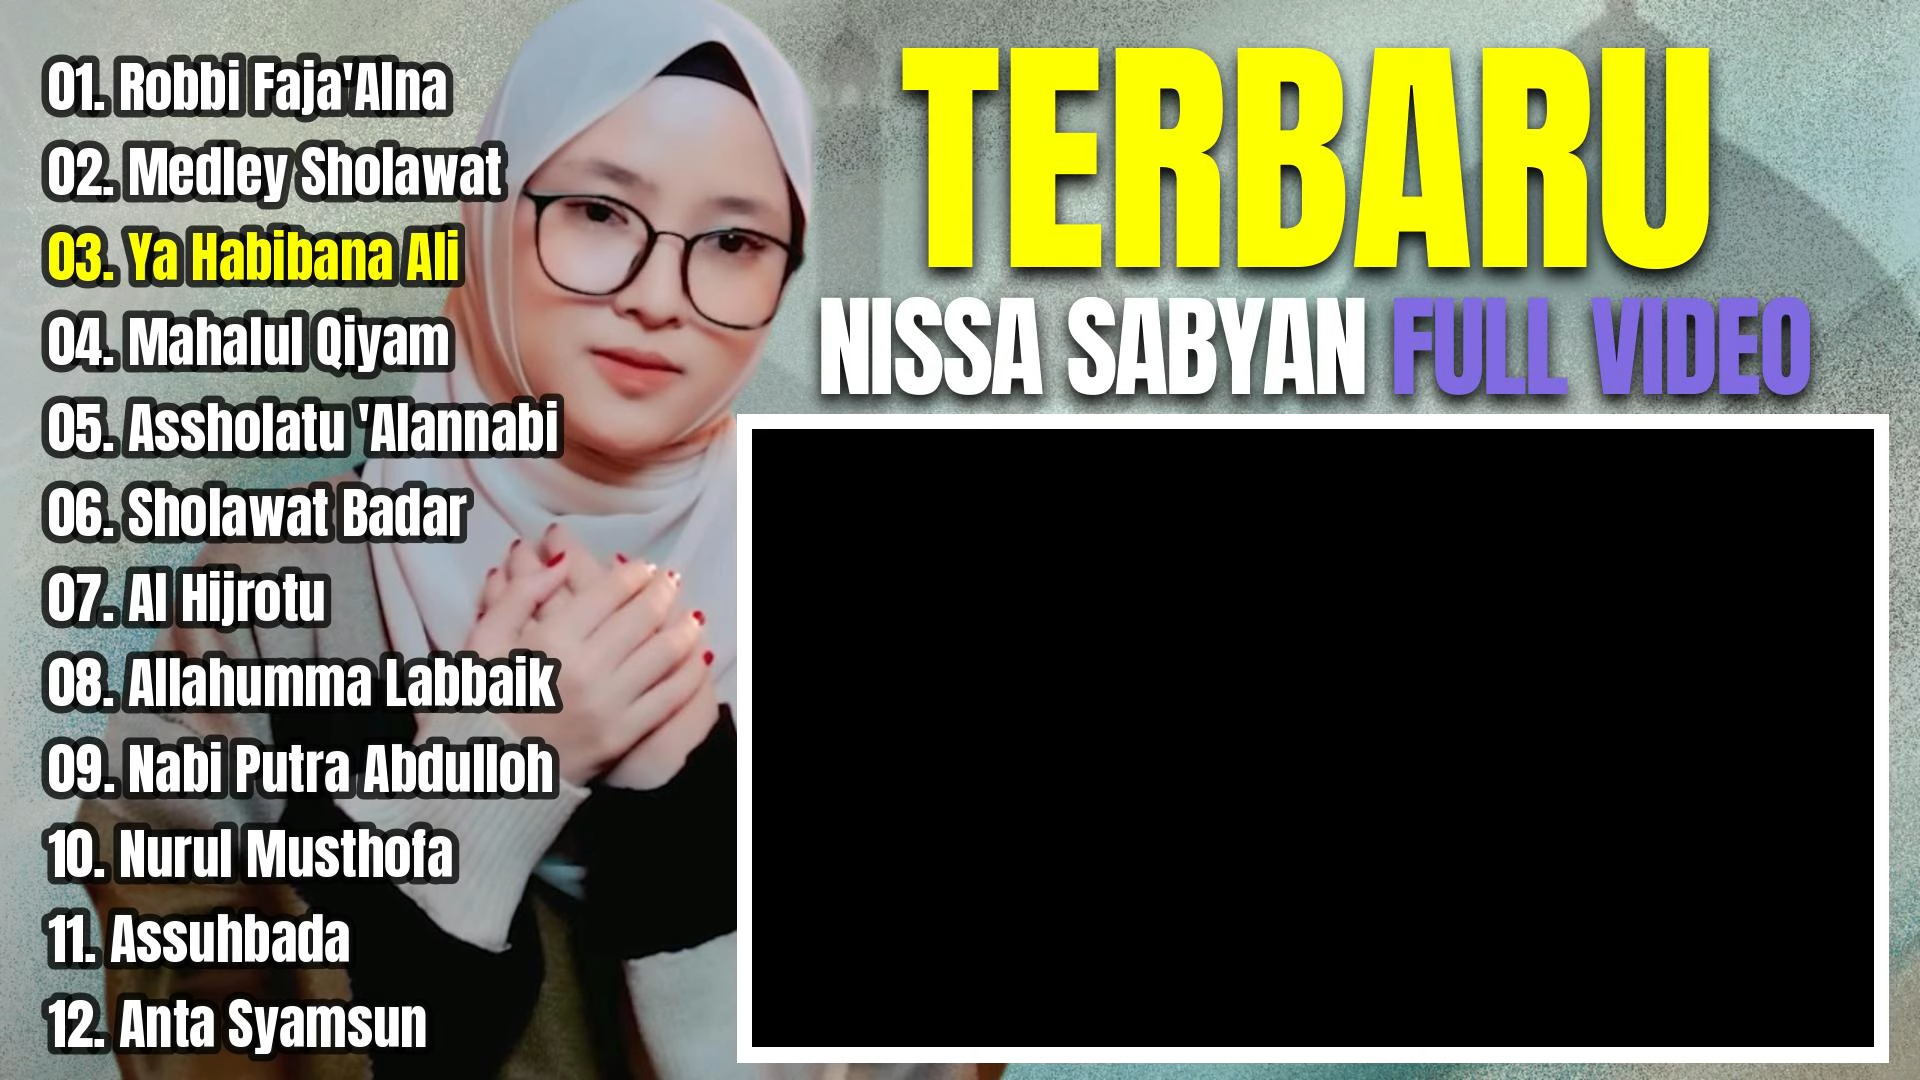 01. Robbi Faja'Alna
02. Medley Sholawat
03. Ya Habibana Ali
04. Mahalul Qiyam
05. Assholatu 'Alannabi
06. Sholawat Badar
07. Al Hijrotu
08. Allahumma Labbaik
09. Nabi Putra Abdulloh
10. Nurul Musthofa
11. Assuhbada
12. Anta Syamsun
TERBARU
NISSA SABYAN FULL VIDEO